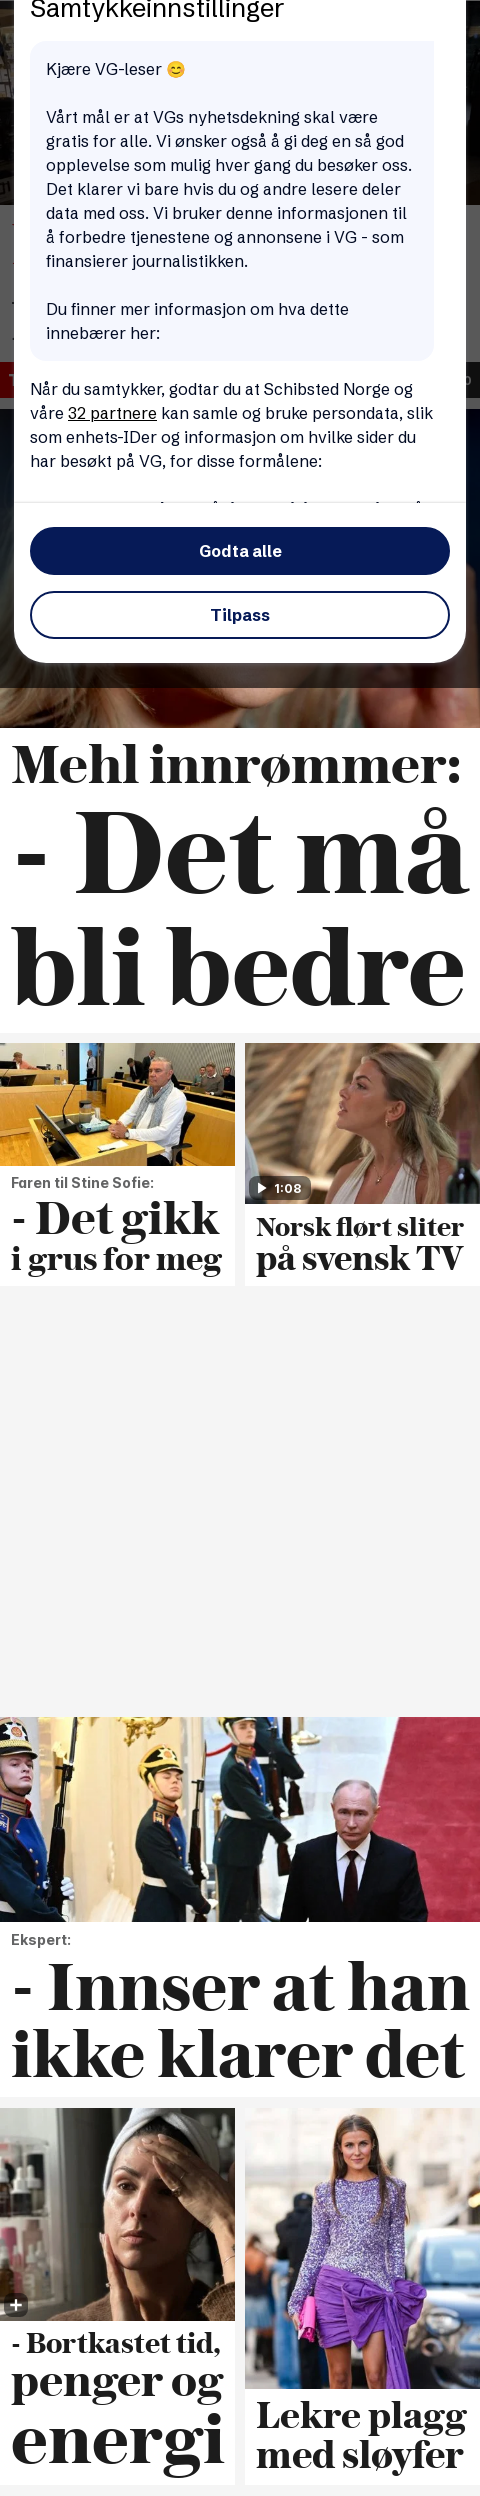 Samtykkeinnstillinger
Kjære VG-leser 😊
Vårt mål er at VGs nyhetsdekning skal være
gratis for alle. Vi ønsker også å gi deg en så god
opplevelse som mulig hver gang du besøker oss.
Det klarer vi bare hvis du og andre lesere deler
data med oss. Vi bruker denne informasjonen til
å forbedre tjenestene og annonsene i VG - som
finansierer journalistikken.
Du finner mer informasjon om hva dette
innebærer her:
Når du samtykker, godtar du at Schibsted Norge og
våre 32 partnere kan samle og bruke persondata, slik
som enhets-IDer og informasjon om hvilke sider du
har besøkt på VG, for disse formålene:
Godta alle
Tilpass
Mehl innrømmer:
- Det må
bli bedre
Faren til Stine Sofie:
- Det gikk
i grus for meg
1:08
Norsk flørt sliter
på svensk TV
Ekspert:
- Innser at han
ikke klarer det
- Bortkastet tid,
penger og
energi
Lekre plagg
med sløyfer